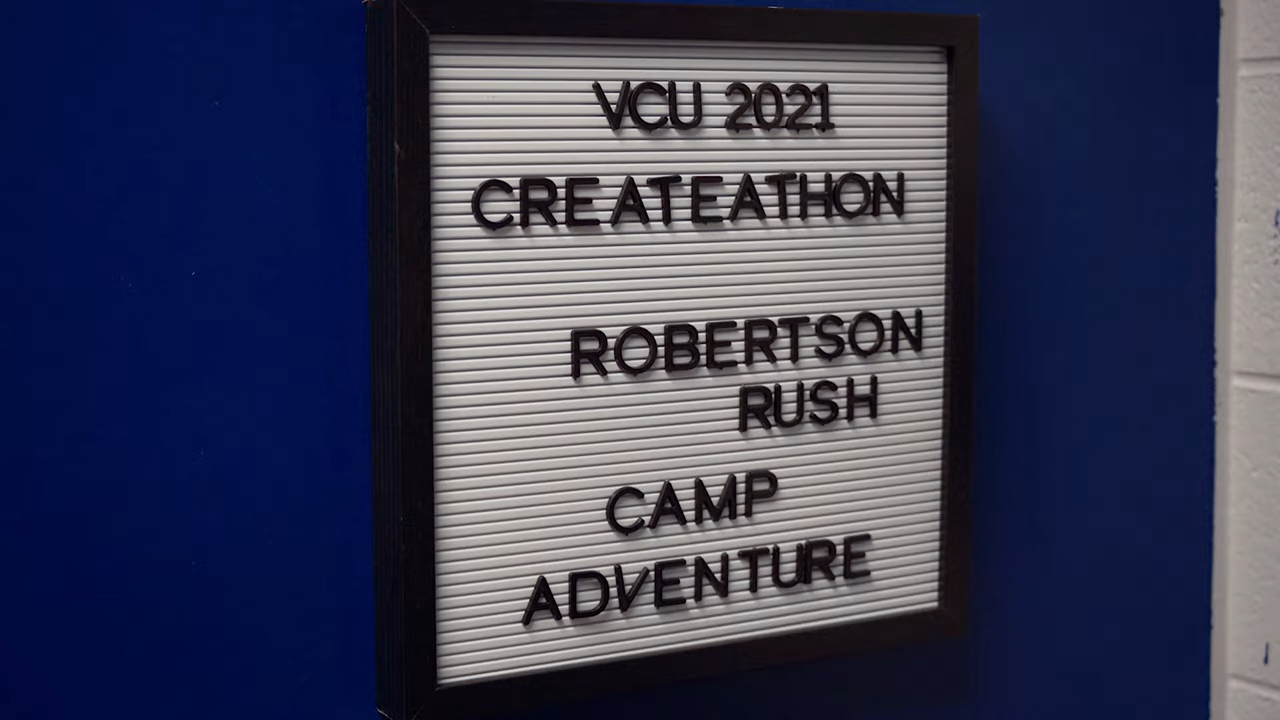 VCU 2021
CREATEATHON
ROBERTSON
RUSH
CAMP
ADVENTURE